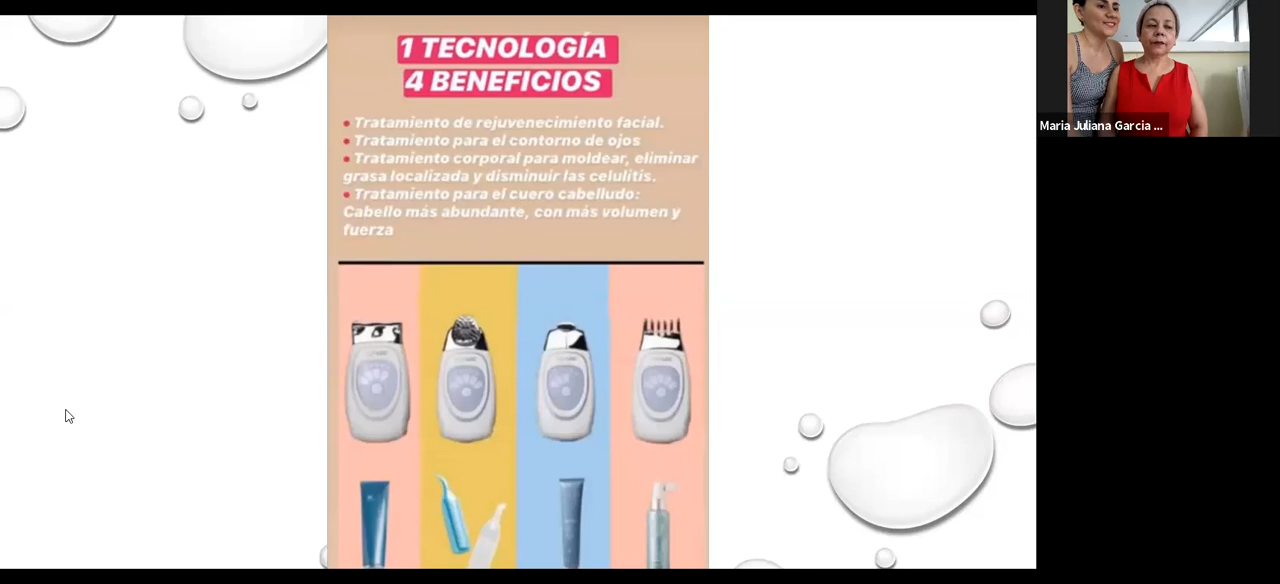 1 TECNOLOGÍA
4 BENEFICIOS
• Tratamiento de rejuvenecimiento facial.
• Tratamiento para el contorno de ojos
• Tratamiento corporal para moldear, eliminar
grasa localizada y disminuir las celulitis.
• Tratamiento para el cuero cabelludo:
Cabello más abundante, con más volumen y
fuerza
Maria Juliana Garcia ...